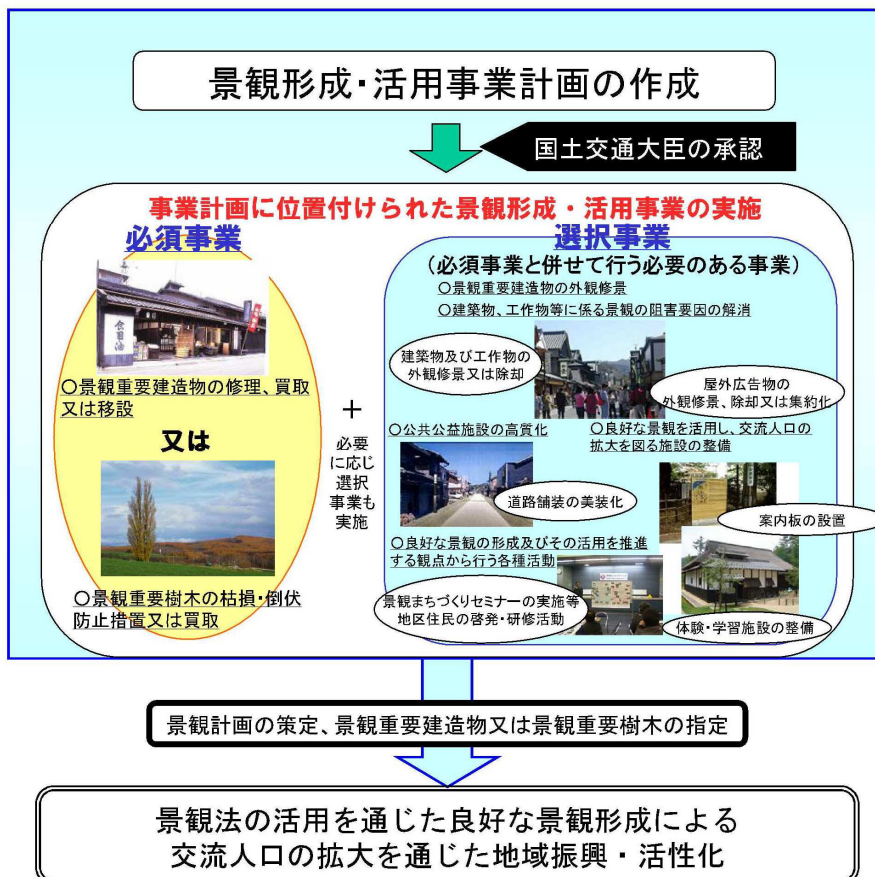 景観形成・活用事業計画の作成
国土交通大臣の承認
事業計画に位置付けられた景観形成・活用事業の実施
必須事業
食用油
○景観重要建造物の修理、買取
又は移設
又は
○景観重要樹木の枯損・倒伏
防止措置又は買取
＋
必要
に応じ
選択
事業も
実施
選択事業
(必須事業と併せて行う必要のある事業)
○景観重要建造物の外観修景
○建築物、工作物等に係る景観の阻害要因の解消
建築物及び工作物の
外観修景又は除却
屋外広告物の
外観修景、除却又は集約化
○公共公益施設の高質化
○良好な景観を活用し、交流人口の
拡大を図る施設の整備
道路舗装の美装化
案内板の設置
○良好な景観の形成及びその活用を推進
する観点から行う各種活動
景観まちづくりセミナーの実施等
地区住民の啓発・研修活動
体験・学習施設の整備
景観計画の策定、景観重要建造物又は景観重要樹木の指定
景観法の活用を通じた良好な景観形成による
交流人口の拡大を通じた地域振興・活性化